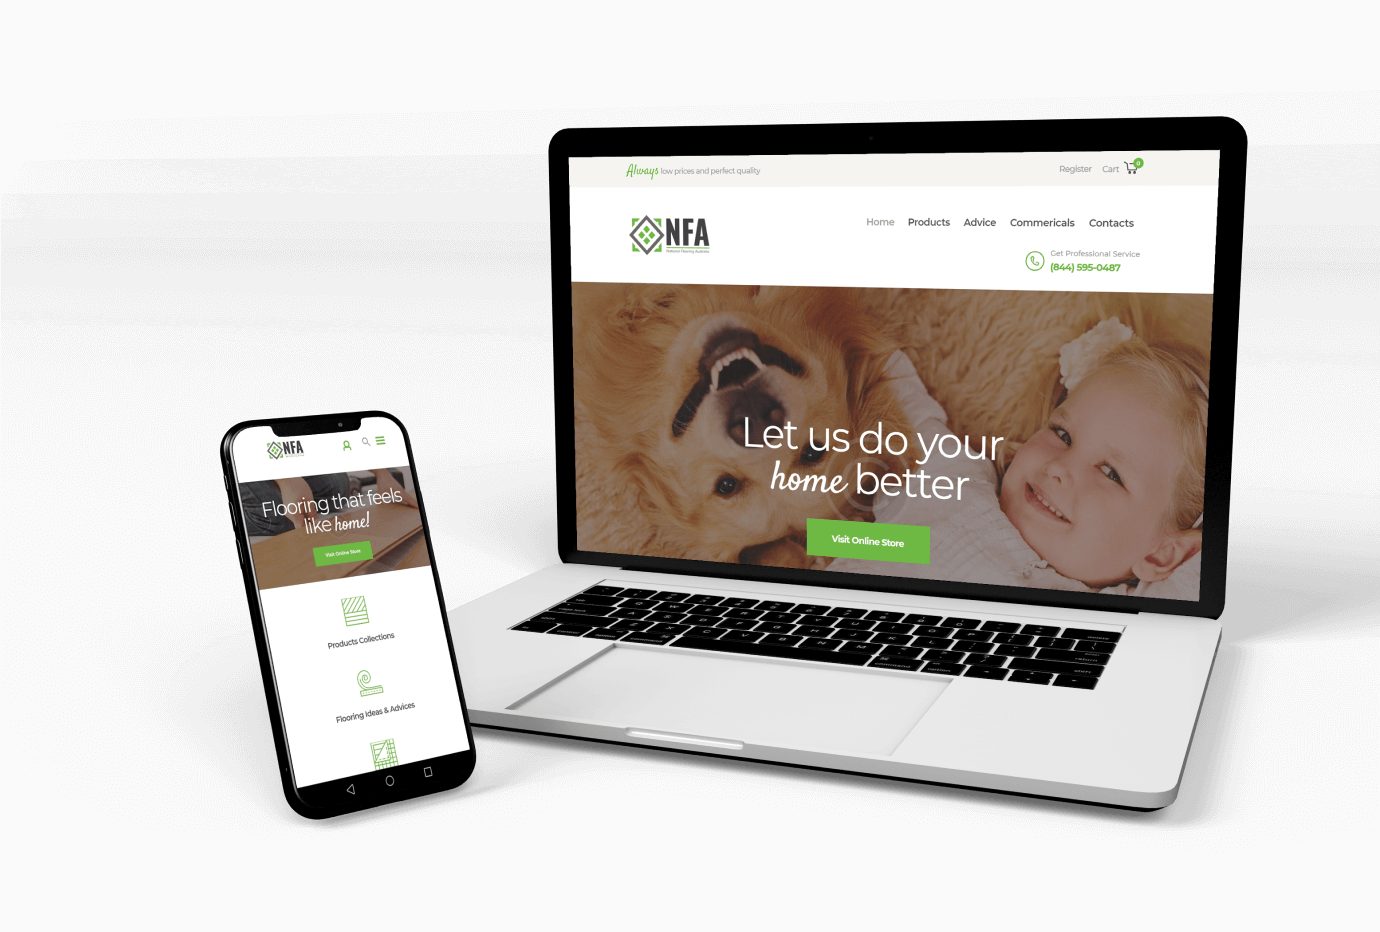 Always low prices and perfect quality
Register Cart 0
NFA
Home Products Advice Commericals Contacts
Get Professional Service
(844) 595-0487
Let us do your
home better
Visit Online Store
NFA
Flooring that feels
like home!
Visit Online Store
Products Collections
Flooring Ideas & Advices